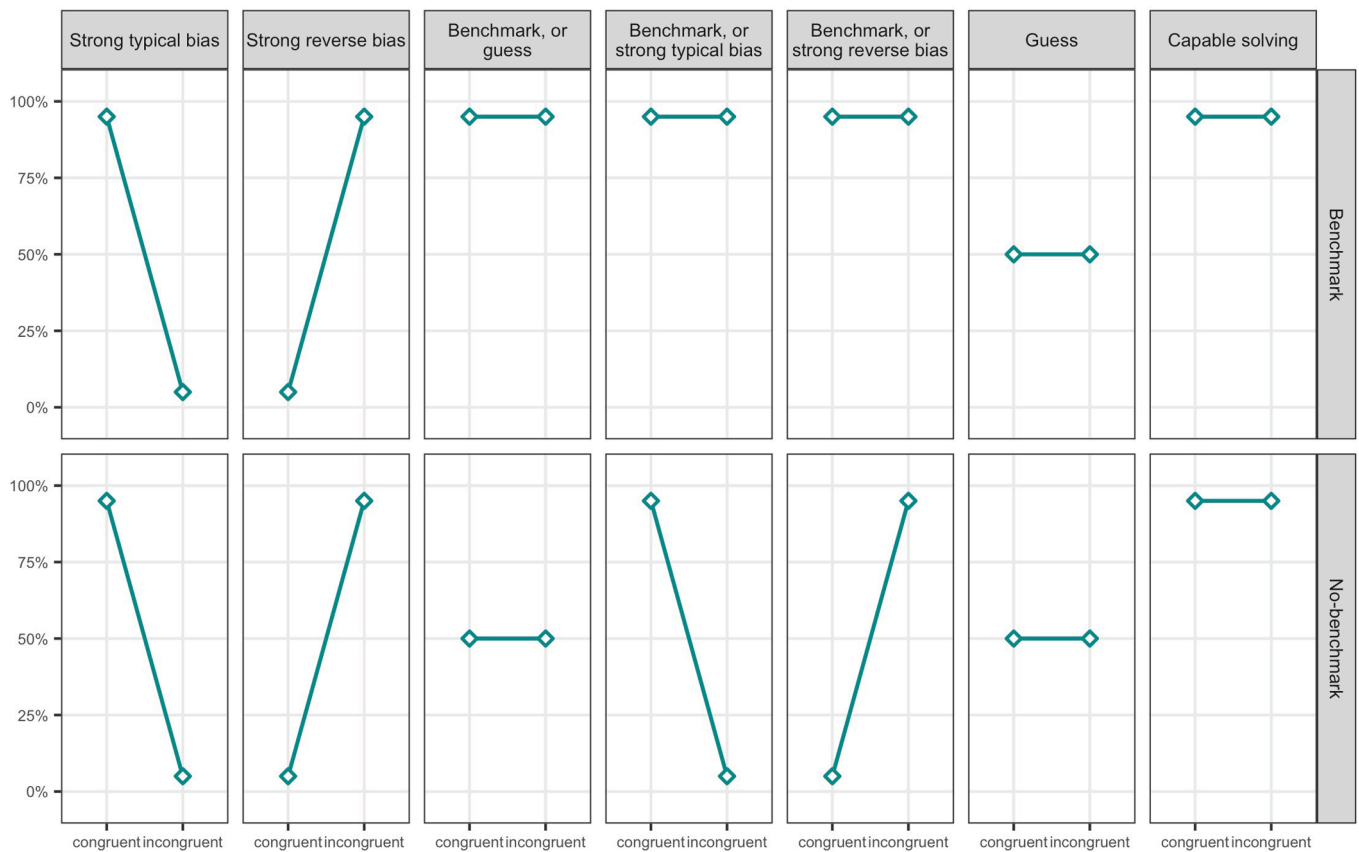 Strong typical bias
Strong reverse bias
Benchmark, or
guess
Benchmark, or
strong typical bias
Benchmark, or
strong reverse bias
Guess
Capable solving
100%
75%
50%
25%
0%
Benchmark
100%
75%
50%
25%
0%
No-benchmark
congruent incongruent
congruent incongruent
congruent incongruent
congruent incongruent
congruent incongruent
congruent incongruent
congruent incongruent